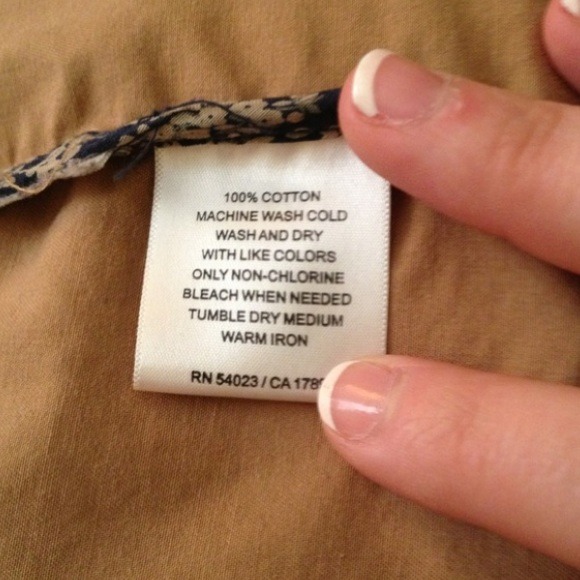 100% COTTON
MACHINE WASH COLD
WASH AND DRY
WITH LIKE COLORS
ONLY NON-CHLORINE
BLEACH WHEN NEEDED
TUMBLE DRY MEDIUM
WARM IRON
RN 54023 / CA